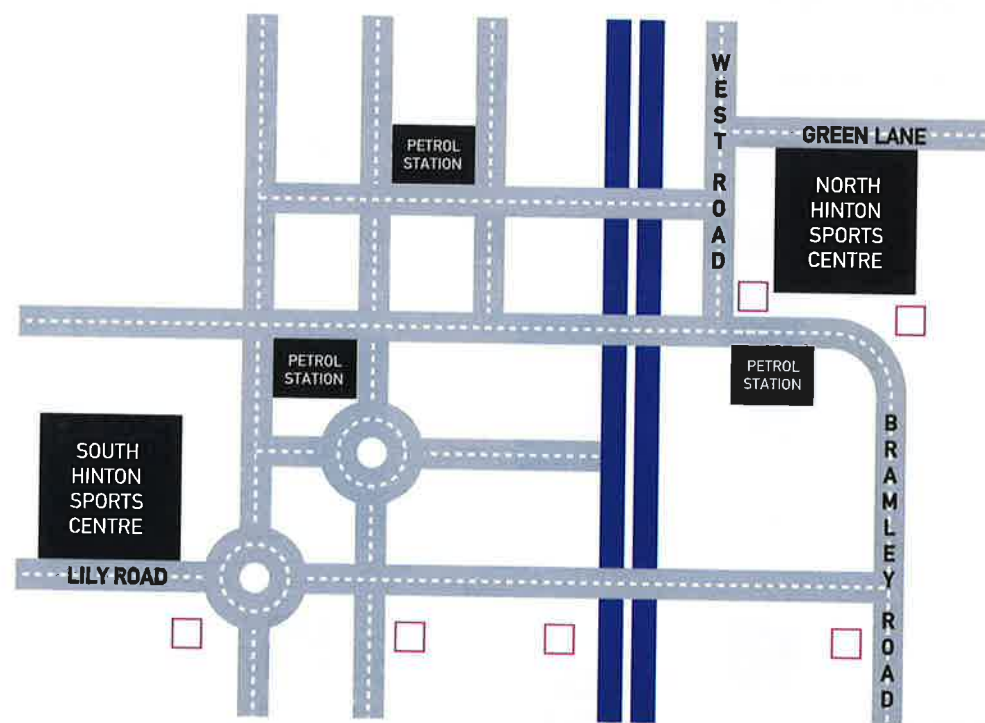 WEST ROAD
GREEN LANE
PETROL
STATION
NORTH
HINTON
SPORTS
CENTRE
PETROL
STATION
PETROL
STATION
SOUTH
HINTON
SPORTS
CENTRE
BRAMLEY ROAD
LILY ROAD